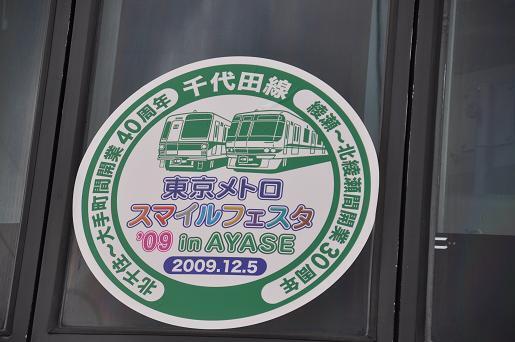 千代田線
北千住~大手町間開業40周年
綾瀬~北綾瀬間開業30周年
東京メトロ
スマイルフェスタ
'09 in AYASE
2009.12.5